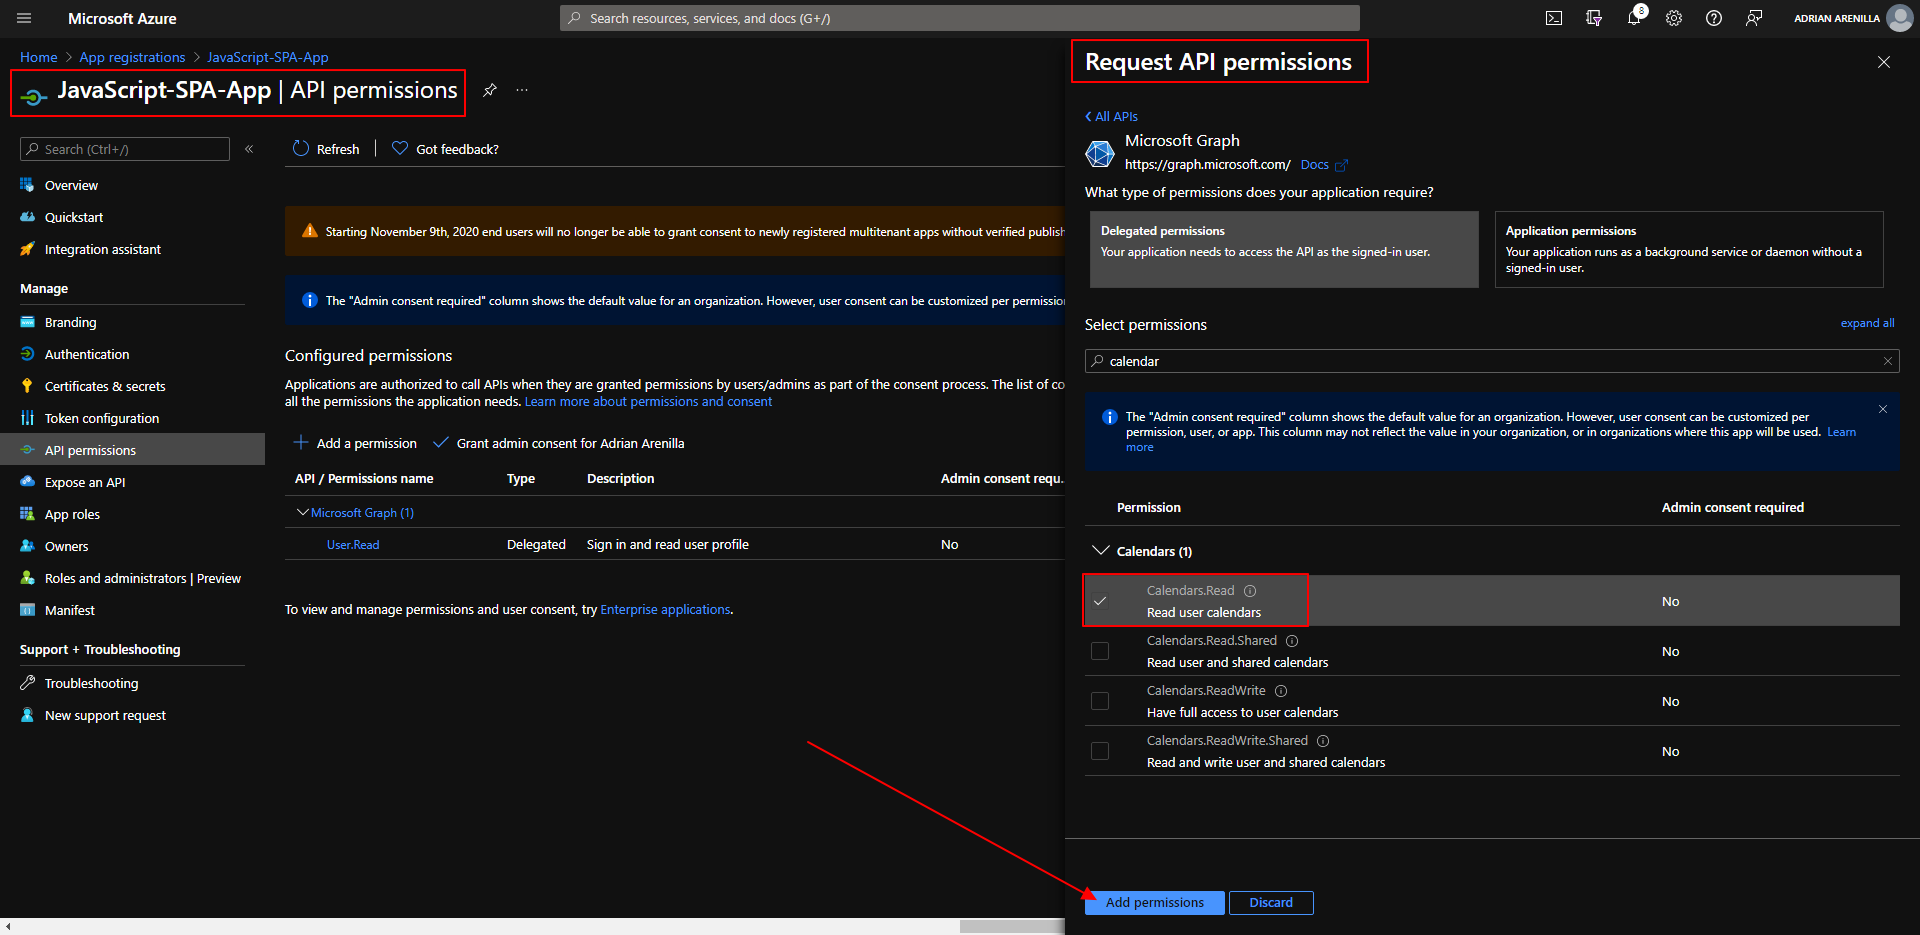 Microsoft Azure
Search resources, services, and docs (G+/)
8
ADRIAN ARENILLA
Home > App registrations > JavaScript-SPA-App
JavaScript-SPA-App | API permissions
...
Search (Ctrl+/)
«
Overview
Quickstart
Integration assistant
Manage
Branding
Authentication
Certificates & secrets
Token configuration
API permissions
Expose an API
App roles
Owners
Roles and administrators | Preview
Manifest
Support + Troubleshooting
Troubleshooting
New support request
Refresh
Got feedback?
Starting November 9th, 2020 end users will no longer be able to grant consent to newly registered multitenant apps without verified publish
The "Admin consent required" column shows the default value for an organization. However, user consent can be customized per permissio
Configured permissions
Applications are authorized to call APIs when they are granted permissions by users/admins as part of the consent process. The list of co
all the permissions the application needs. Learn more about permissions and consent
Add a permission
Grant admin consent for Adrian Arenilla
API / Permissions name
Type
Description
Admin consent requ...
Microsoft Graph (1)
User.Read
Delegated
Sign in and read user profile
No
To view and manage permissions and user consent, try Enterprise applications.
Request API permissions
All APIs
Microsoft Graph
https://graph.microsoft.com/ Docs
What type of permissions does your application require?
Delegated permissions
Your application needs to access the API as the signed-in user.
Application permissions
Your application runs as a background service or daemon without a
signed-in user.
Select permissions
expand all
calendar
The "Admin consent required" column shows the default value for an organization. However, user consent can be customized per
permission, user, or app. This column may not reflect the value in your organization, or in organizations where this app will be used. Learn
more
Permission
Admin consent required
Calendars (1)
Calendars.Read
Read user calendars
No
Calendars.Read.Shared
Read user and shared calendars
No
Calendars.ReadWrite
Have full access to user calendars
No
Calendars.ReadWrite.Shared
Read and write user and shared calendars
No
Add permissions
Discard